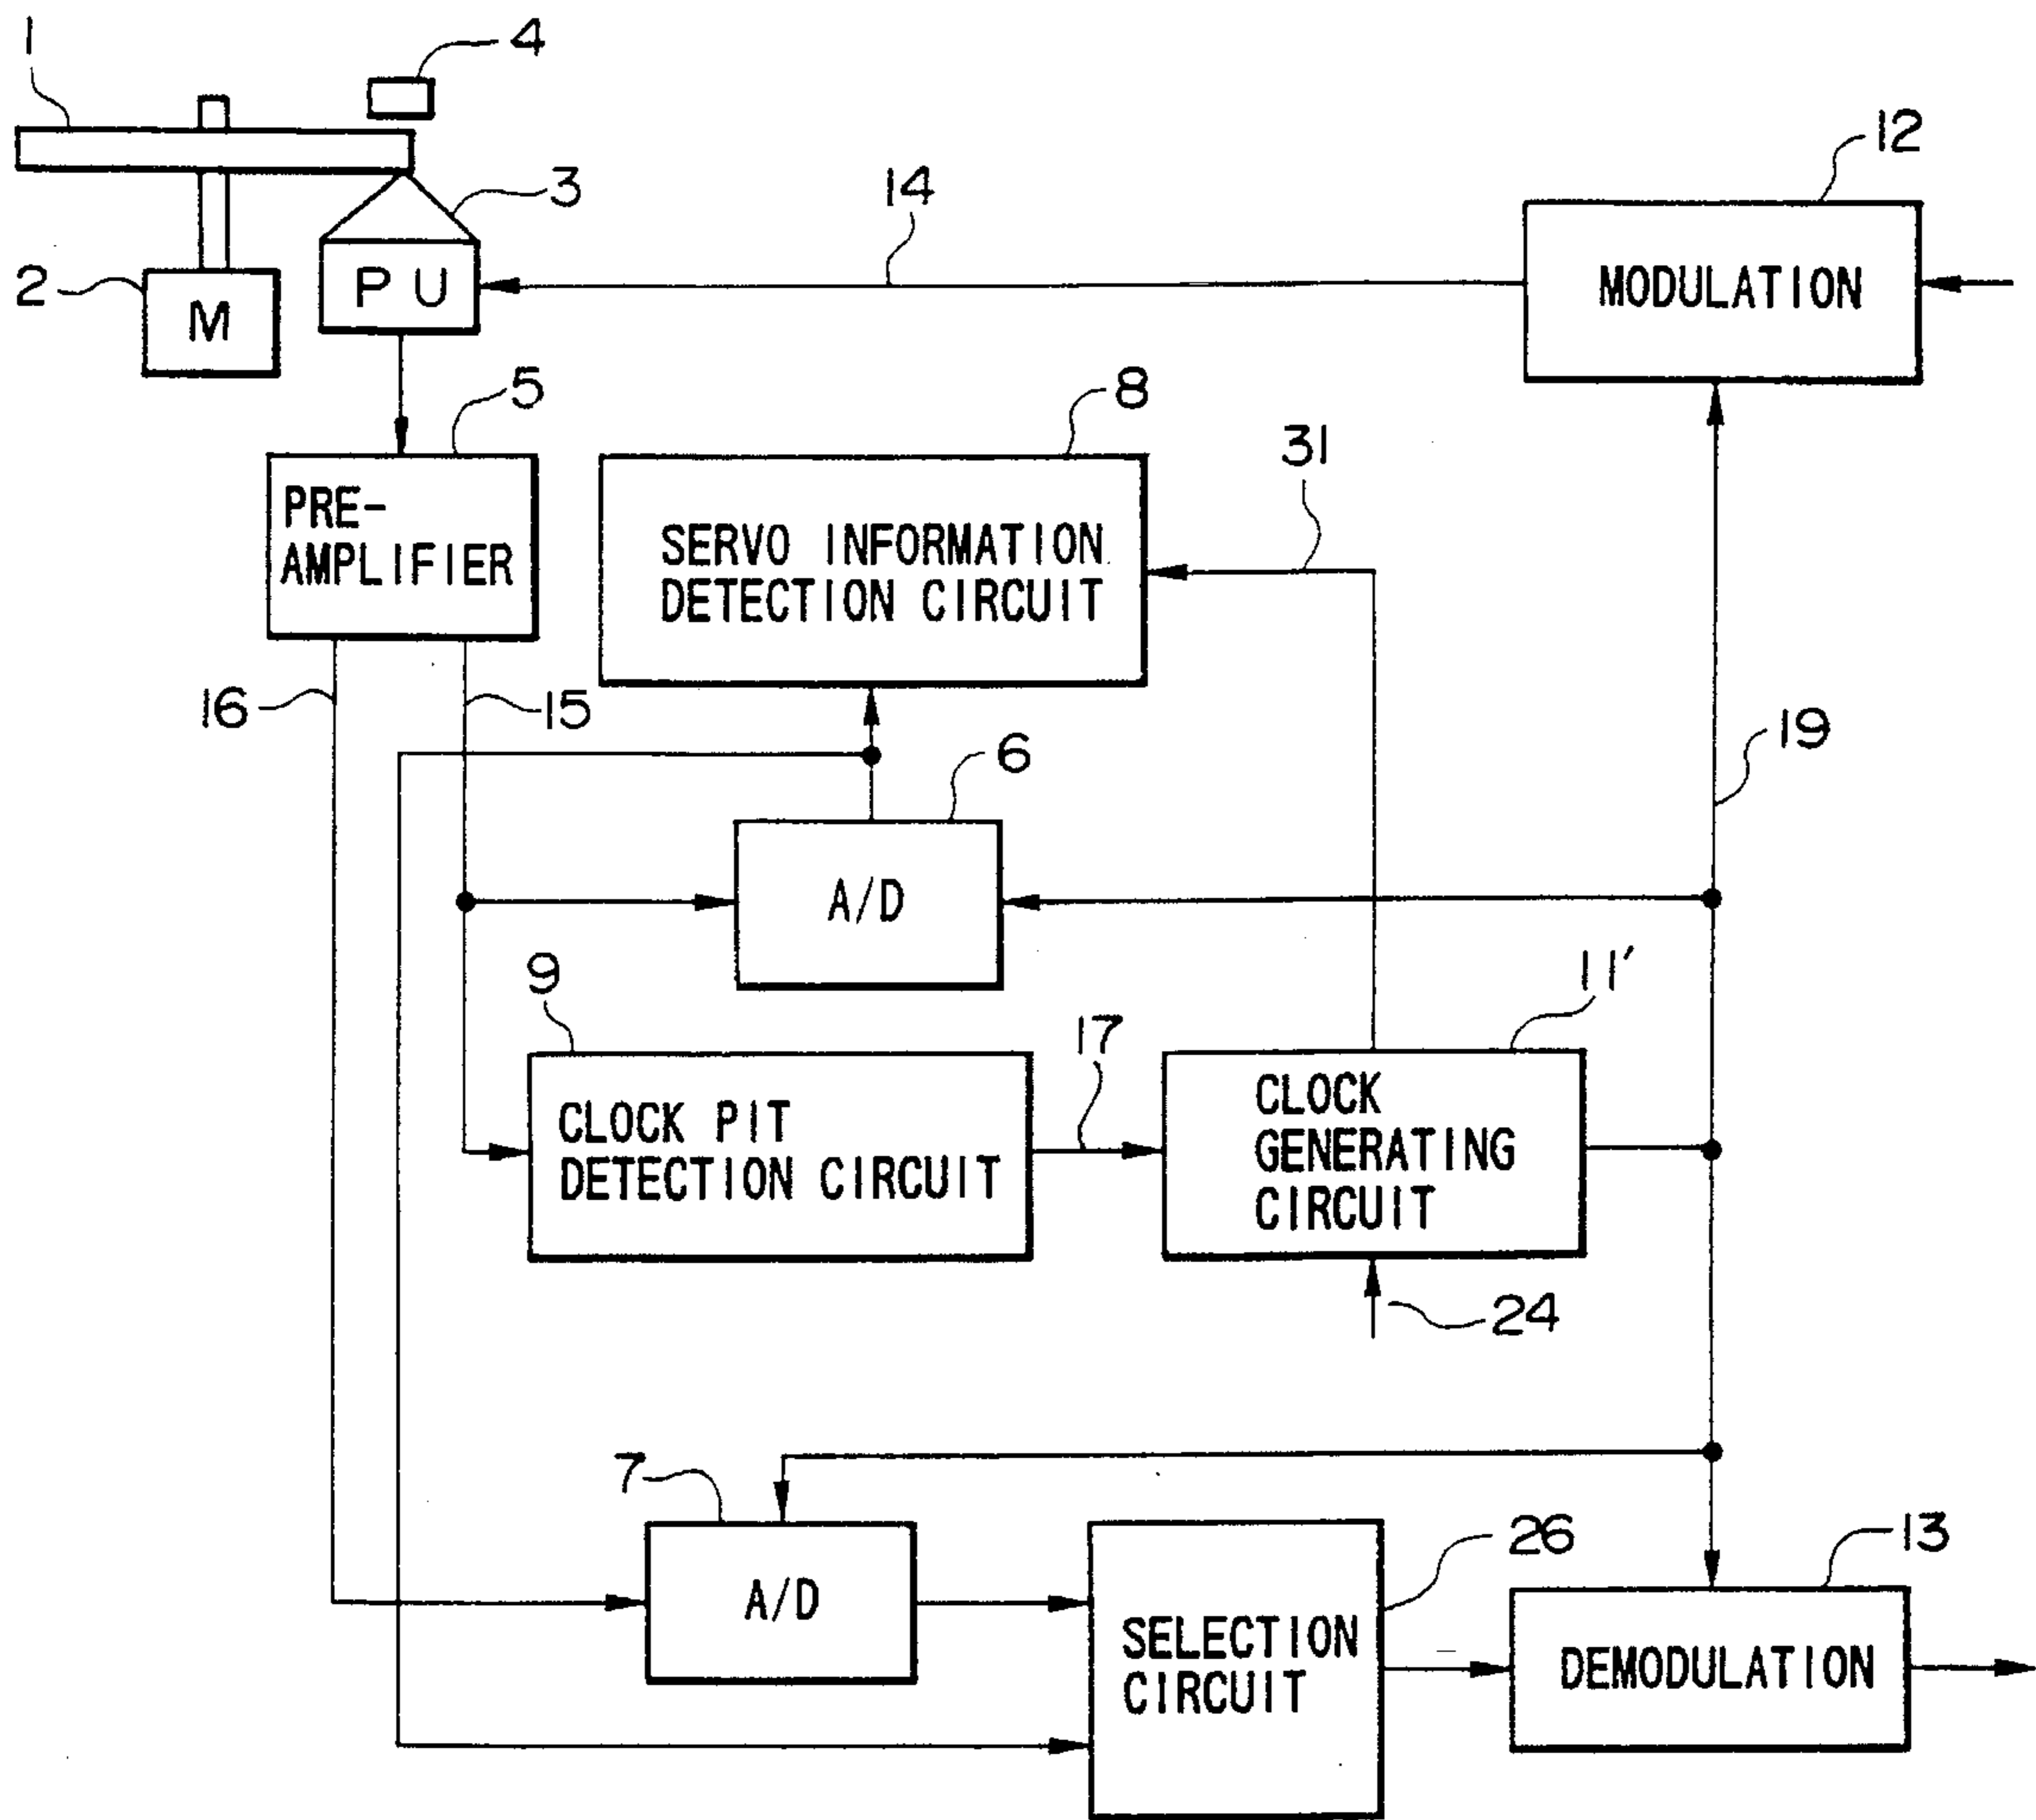 1
4
12
14
3
2
PU
MODULATION
M
5
8
31
PRE-
AMPLIFIER
SERVO INFORMATION
DETECTION CIRCUIT
16
15
19
6
A/D
9
17
11'
CLOCK PIT
DETECTION CIRCUIT
CLOCK
GENERATING
CIRCUIT
24
7
26
13
A/D
SELECTION
CIRCUIT
DEMODULATION